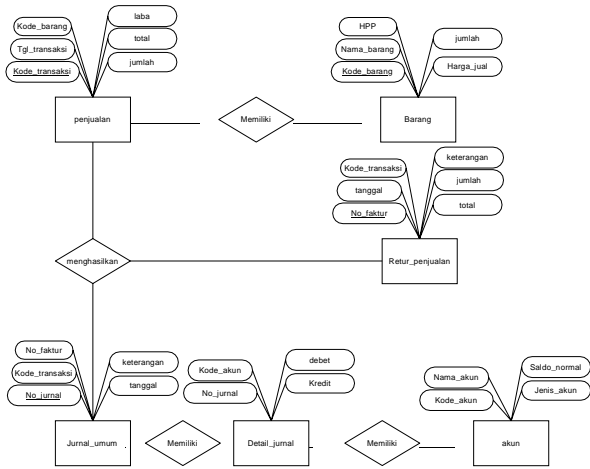 Kode_barang
Tgl_transaksi
Kode_transaksi
laba
total
jumlah
HPP
Nama_barang
Kode_barang
jumlah
Harga_jual
penjualan
Memiliki
Barang
Kode_transaksi
tanggal
No_faktur
keterangan
jumlah
total
menghasilkan
Retur_penjualan
No_faktur
Kode_transaksi
No_jurnal
keterangan
tanggal
Kode_akun
No_jurnal
debet
Kredit
Nama_akun
Kode_akun
Saldo_normal
Jenis_akun
Jurnal_umum
Memiliki
Detail_jurnal
Memiliki
akun